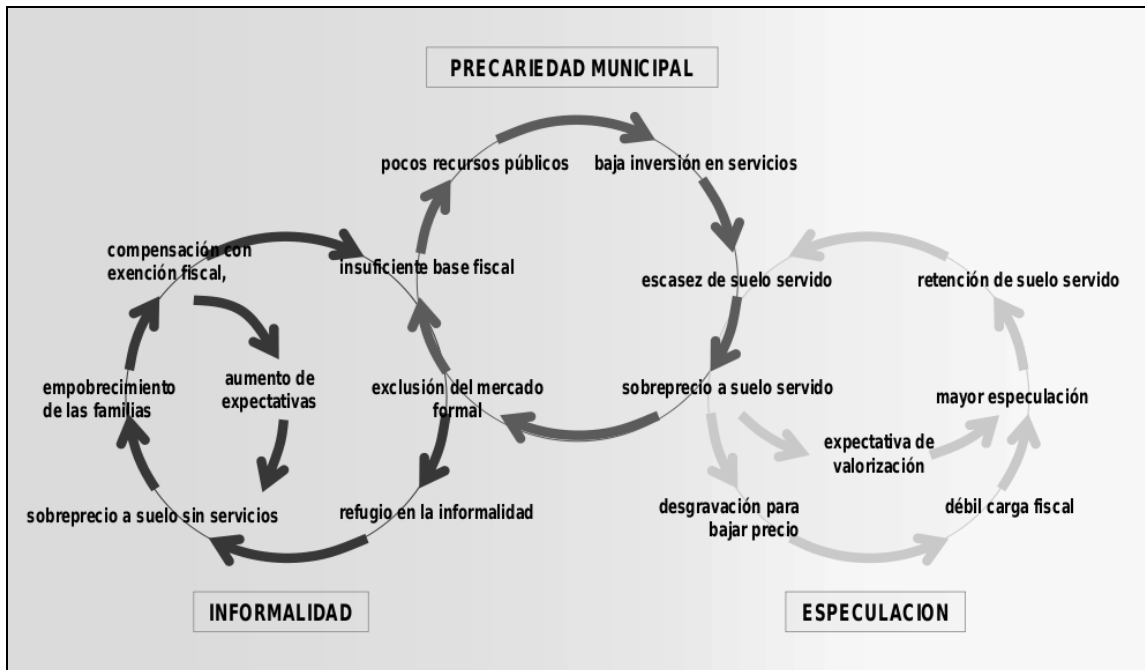 PRECARIEDAD MUNICIPAL
pocos recursos públicos
baja inversión en servicios
compensación con
exención fiscal,
insuficiente base fiscal
escasez de suelo servido
retención de suelo servido
empobrecimiento
de las familias
aumento de
expectativas
exclusión del mercado
formal
sobreprecio a suelo servido
mayor especulación
expectativa de
valorización
sobreprecio a suelo sin servicios
refugio en la informalidad
desgravación para
bajar precio
débil carga fiscal
INFORMALIDAD
ESPECULACION